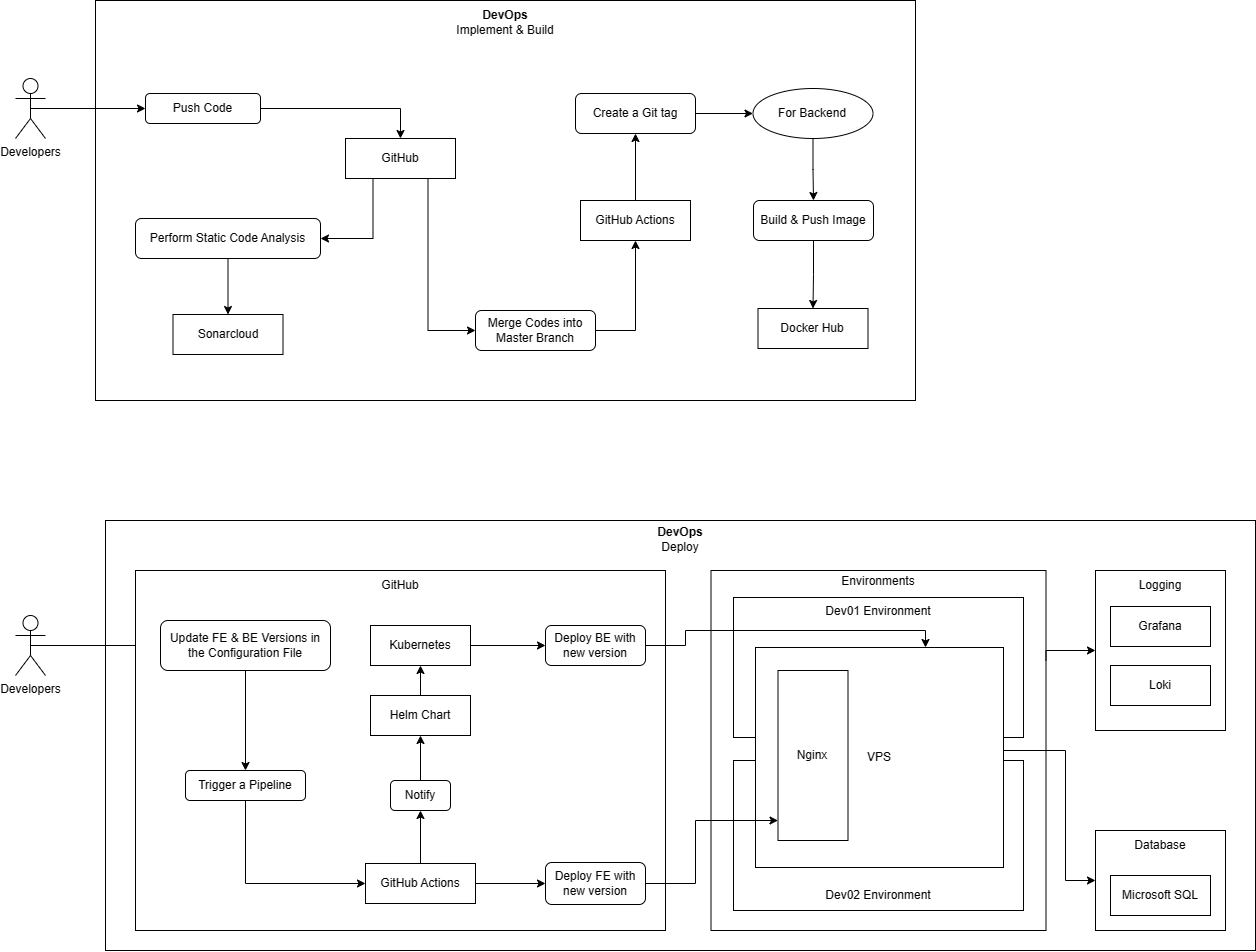 DevOps
Implement & Build
Developers
Push Code
GitHub
Perform Static Code Analysis
Sonarcloud
Merge Codes into
Master Branch
GitHub Actions
Create a Git tag
For Backend
Build & Push Image
Docker Hub
DevOps
Deploy
Developers
GitHub
Update FE & BE Versions in
the Configuration File
Trigger a Pipeline
GitHub Actions
Notify
Helm Chart
Kubernetes
Deploy BE with
new version
Deploy FE with
new version
Environments
Dev01 Environment
Nginx
VPS
Dev02 Environment
Logging
Grafana
Loki
Database
Microsoft SQL